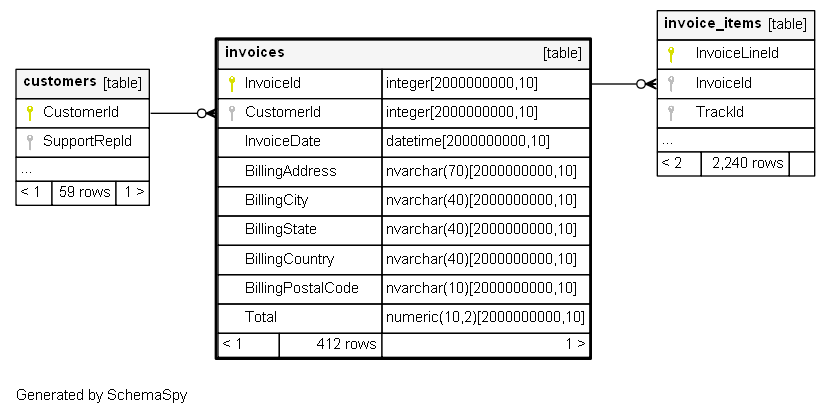 customers [table]
CustomerId
SupportRepId
...
< 1 59 rows 1 >
invoices [table]
InvoiceId integer[2000000000,10]
CustomerId integer[2000000000,10]
InvoiceDate datetime[2000000000,10]
BillingAddress nvarchar(70)[2000000000,10]
BillingCity nvarchar(40)[2000000000,10]
BillingState nvarchar(40)[2000000000,10]
BillingCountry nvarchar(40)[2000000000,10]
BillingPostalCode nvarchar(10)[2000000000,10]
Total numeric(10,2)[2000000000,10]
< 1 412 rows 1 >
invoice_items [table]
InvoiceLineId
InvoiceId
TrackId
...
< 2 2,240 rows
Generated by SchemaSpy